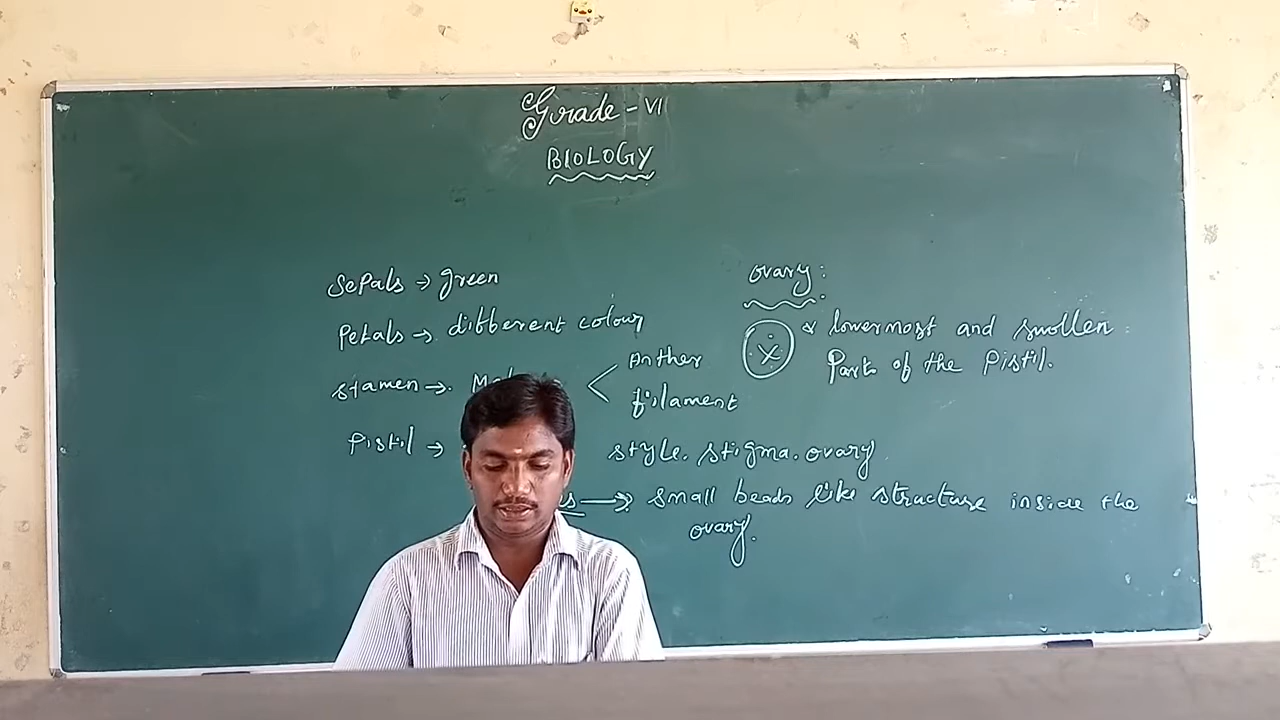 Grade - VI
BIOLOGY
Sepals → green
Petals → different colour
Stamen →
Anther
filament
Pistil →
style. stigma. ovary.
→ small beads like structure inside the
ovary.
ovary:
lowermost and swollen
Part of the Pistil.